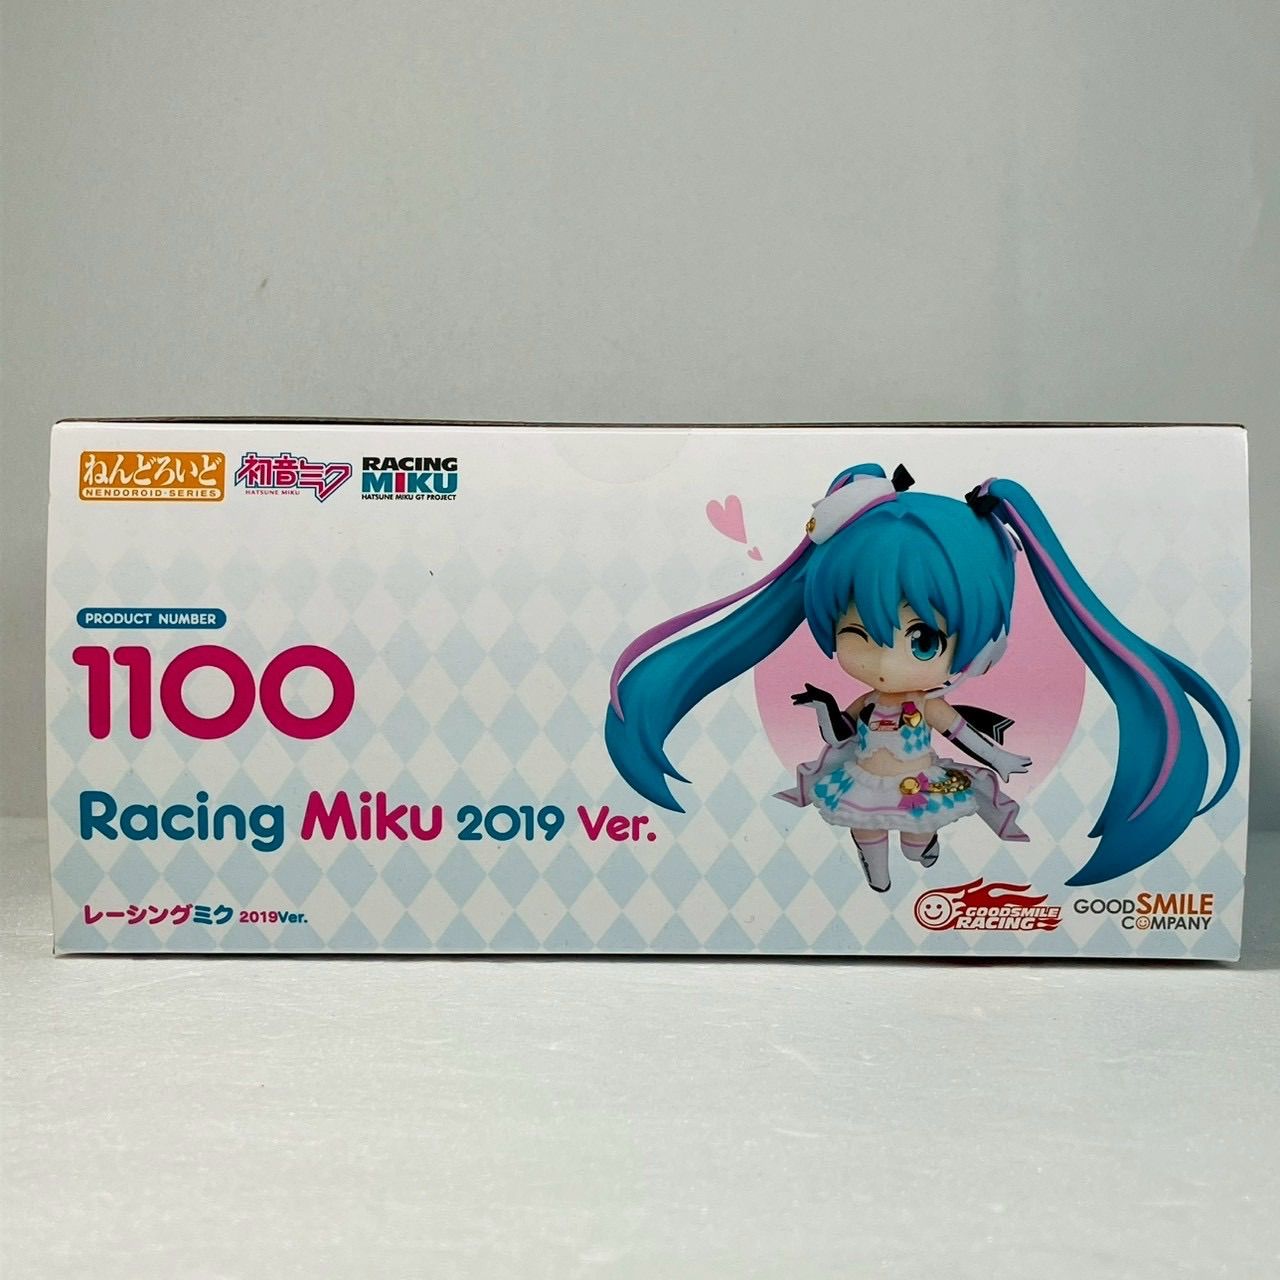 ねんどろいど
NENDOROID·SERIES
初音ミク
HATSUNE MIKU
RACING
MIKU
HATSUNE MIKU GT PROJECT
PRODUCT NUMBER
1100
Racing Miku 2019 Ver.
レーシングミク 2019Ver.
GOODSMILE
RACING
GOODSMILE
COMPANY